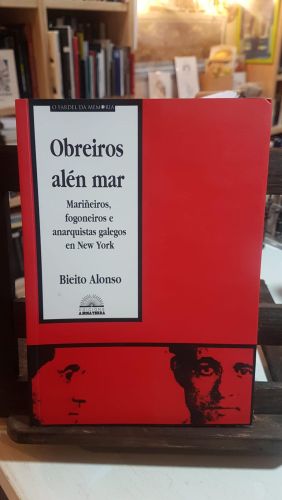 O FARDEL DA MEMORIA
Obreiros
alén mar
Mariñeiros,
fogoneiros e
anarquistas galegos
en New York
Bieito Alonso
A NOSA TERRA